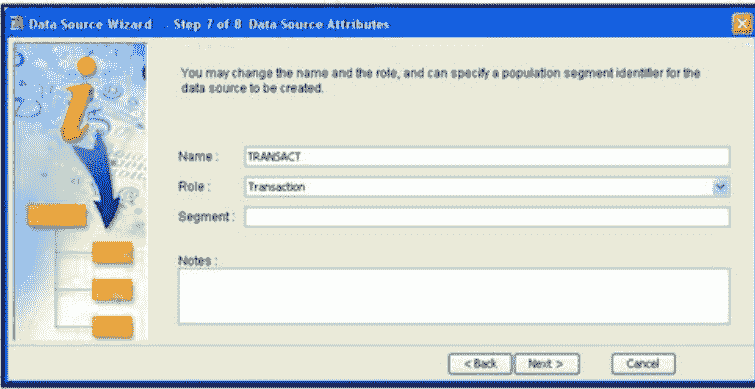 Data Source Wizard - Step 7 of 8 Data Source Attributes
You may change the name and the role, and can specify a population segment identifier for the
data source to be created.
Name : TRANSACT
Role : Transaction
Segment :
Notes :
< Back Next > Cancel